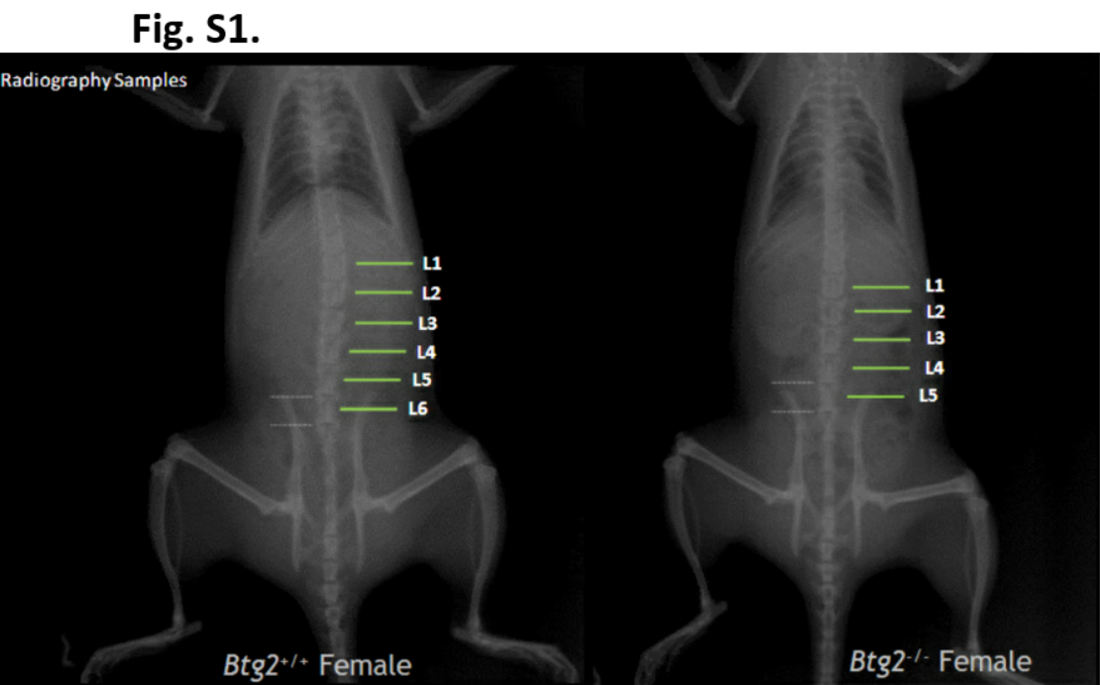 Fig. S1.
Radiography Samples
L1
L2
L3
L4
L5
L6
L1
L2
L3
L4
L5
Btg2+/+ Female
Btg2-/- Female